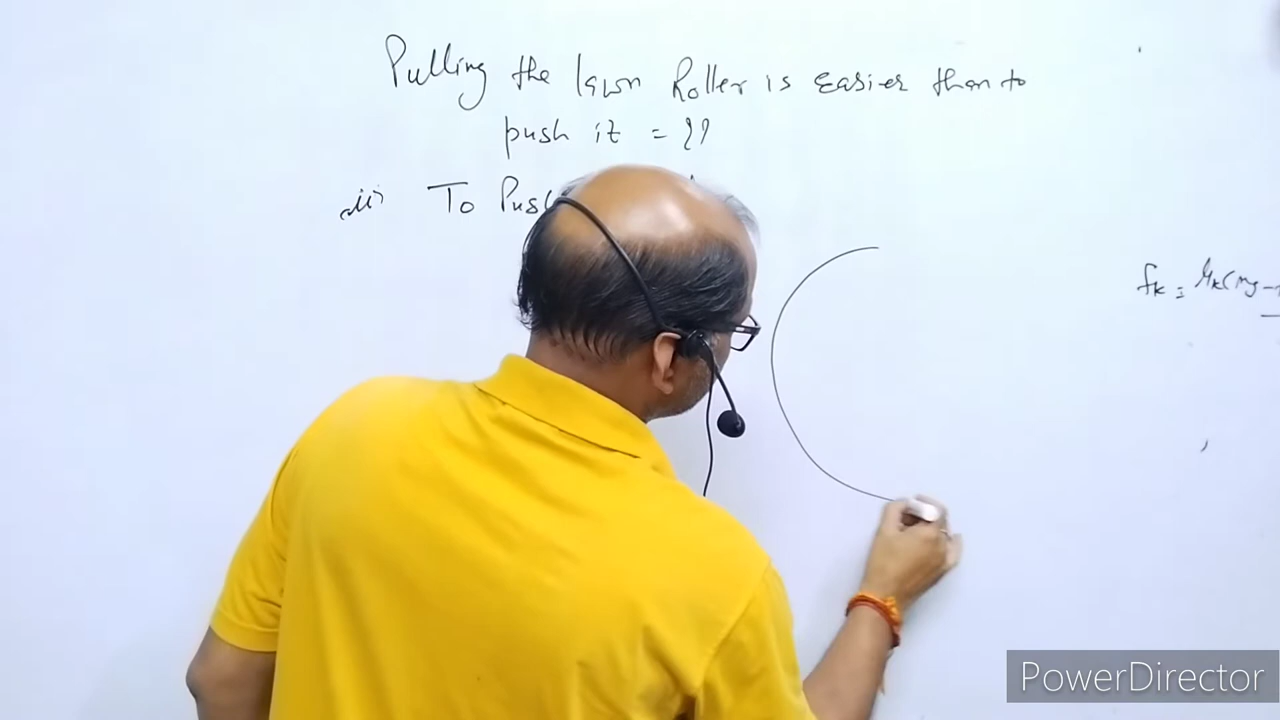 Pulling the lawn Roller is easier than to
push it = ??
(ii) To Push
fk = μk(mg-
PowerDirector